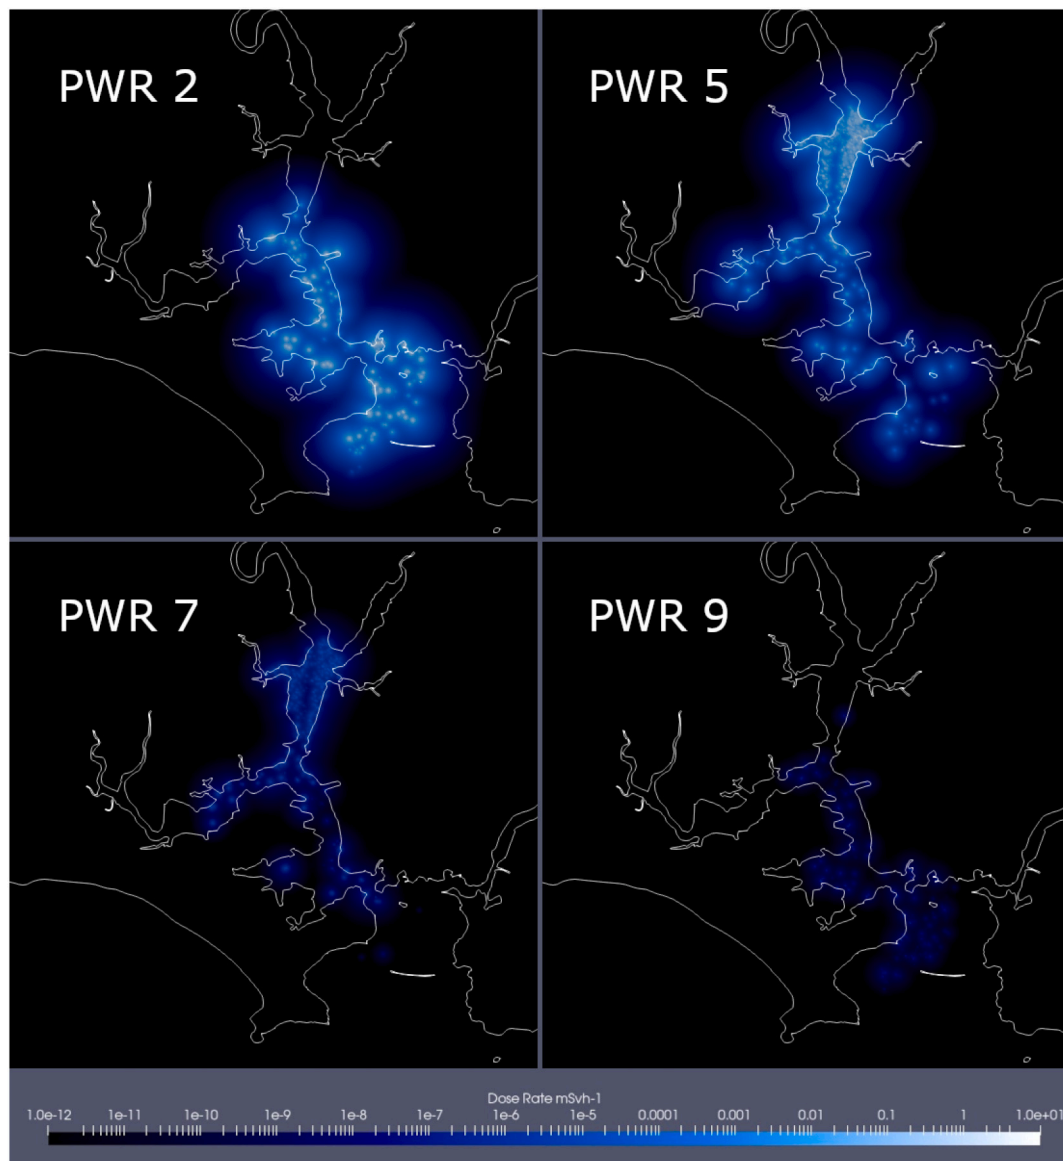 PWR 2
PWR 5
PWR 7
PWR 9
Dose Rate mSvh-1
1.0e-12 1e-11 1e-10 1e-9 1e-8 1e-7 1e-6 1e-5 0.0001 0.001 0.01 0.1 1 1.0e+01